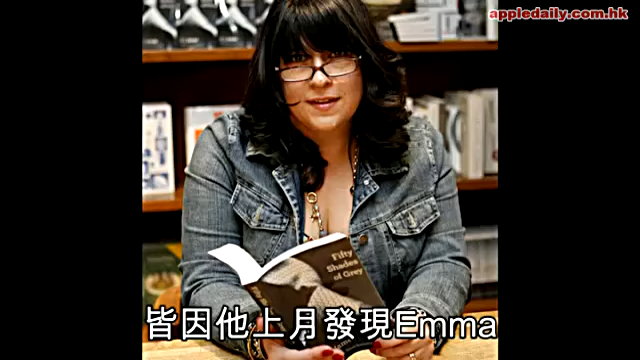 appledaily.com.hk
Fifty
Shades
of Grey
皆因他上月發現Emma